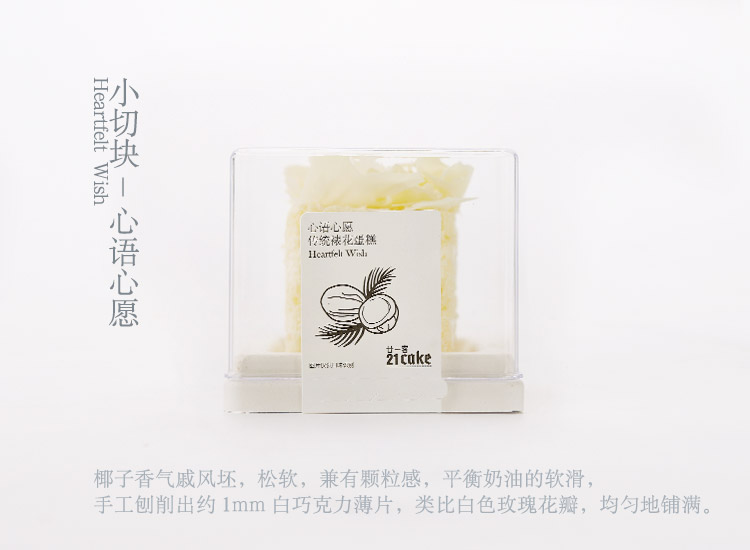 小切块－心语心愿
Heartfelt Wish
心语心愿
传统裱花蛋糕
Heartfelt Wish
廿一客
21cake
椰子香气戚风坯，松软，兼有颗粒感，平衡奶油的软滑，
手工刨削出约 1mm 白巧克力薄片，类比白色玫瑰花瓣，均匀地铺满。